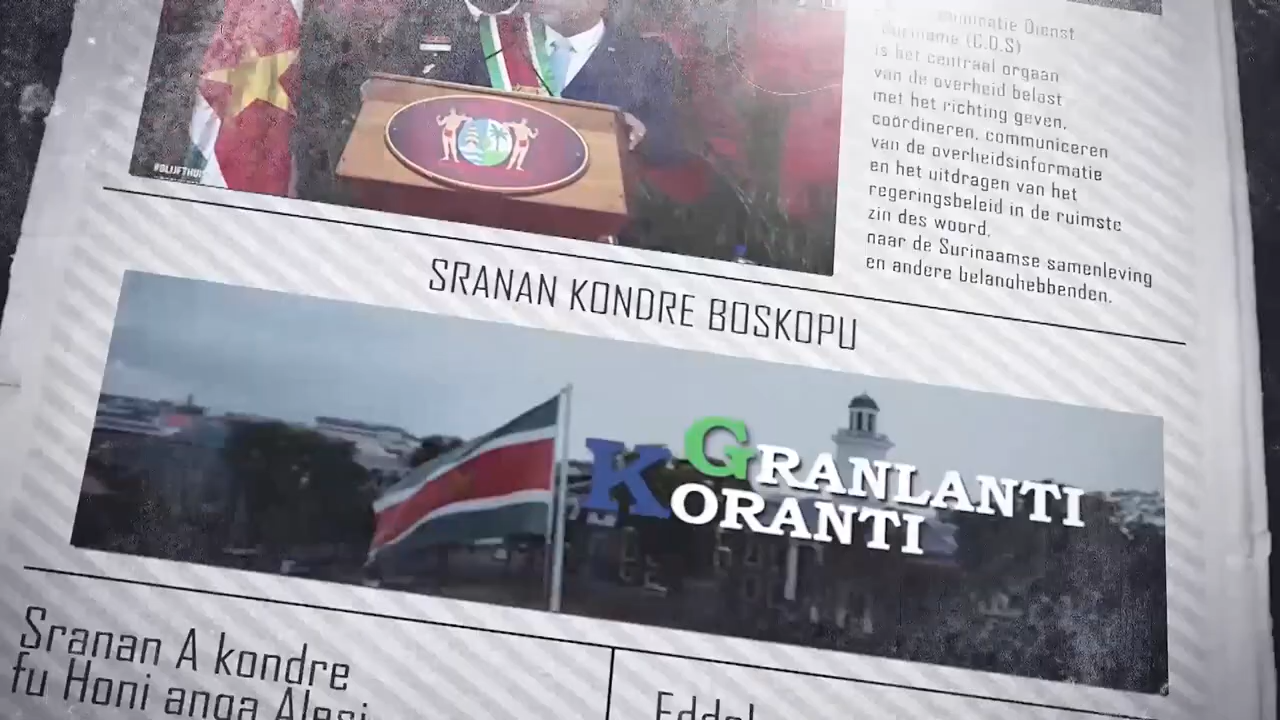 Dienst
Suriname (C.D.S)
is het centraal orgaan
van de overheid belast
met het richting geven,
coördineren, communiceren
van de overheidsinformatie
en het uitdragen van het
regeringsbeleid in de ruimste
zin des woord,
naar de Surinaamse samenleving
en andere belanghebbenden.
SRANAN KONDRE BOSKOPU
GRANLANTI
KORANTI
Sranan A kondre
fu Honi anga Alesi